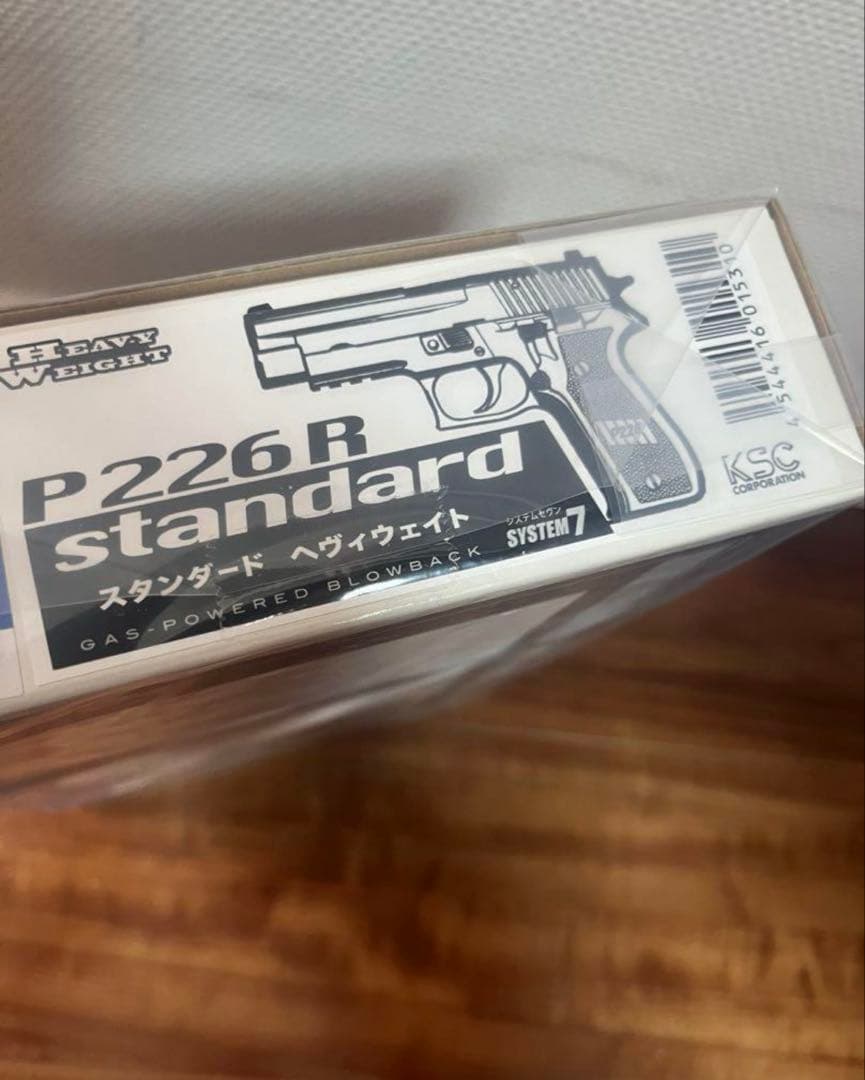 HEAVY
WEIGHT
P226R
standard
スタンダード ヘヴィウェイト
GAS-POWERED BLOWBACK
システムセヴン
SYSTEM7
P226
KSC
CORPORATION
4544416015310